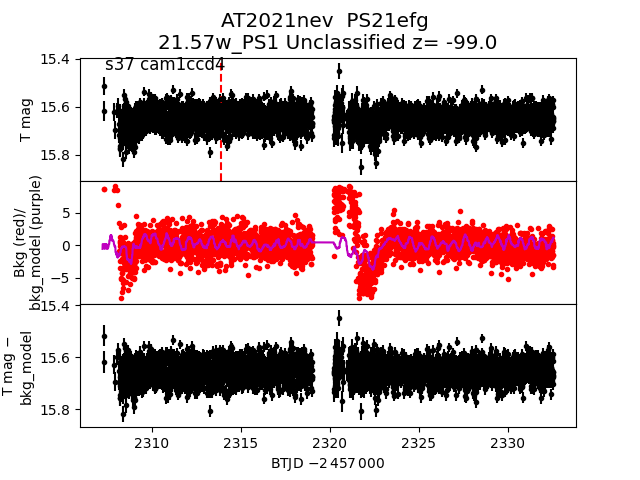 AT2021nev PS21efg
21.57w_PS1 Unclassified z= -99.0
s37 cam1ccd4
T mag
15.4
15.6
15.8
Bkg (red)/
bkg_model (purple)
5
0
−5
T mag −
bkg_model
15.4
15.6
15.8
2310
2315
2320
2325
2330
BTJD −2 457 000